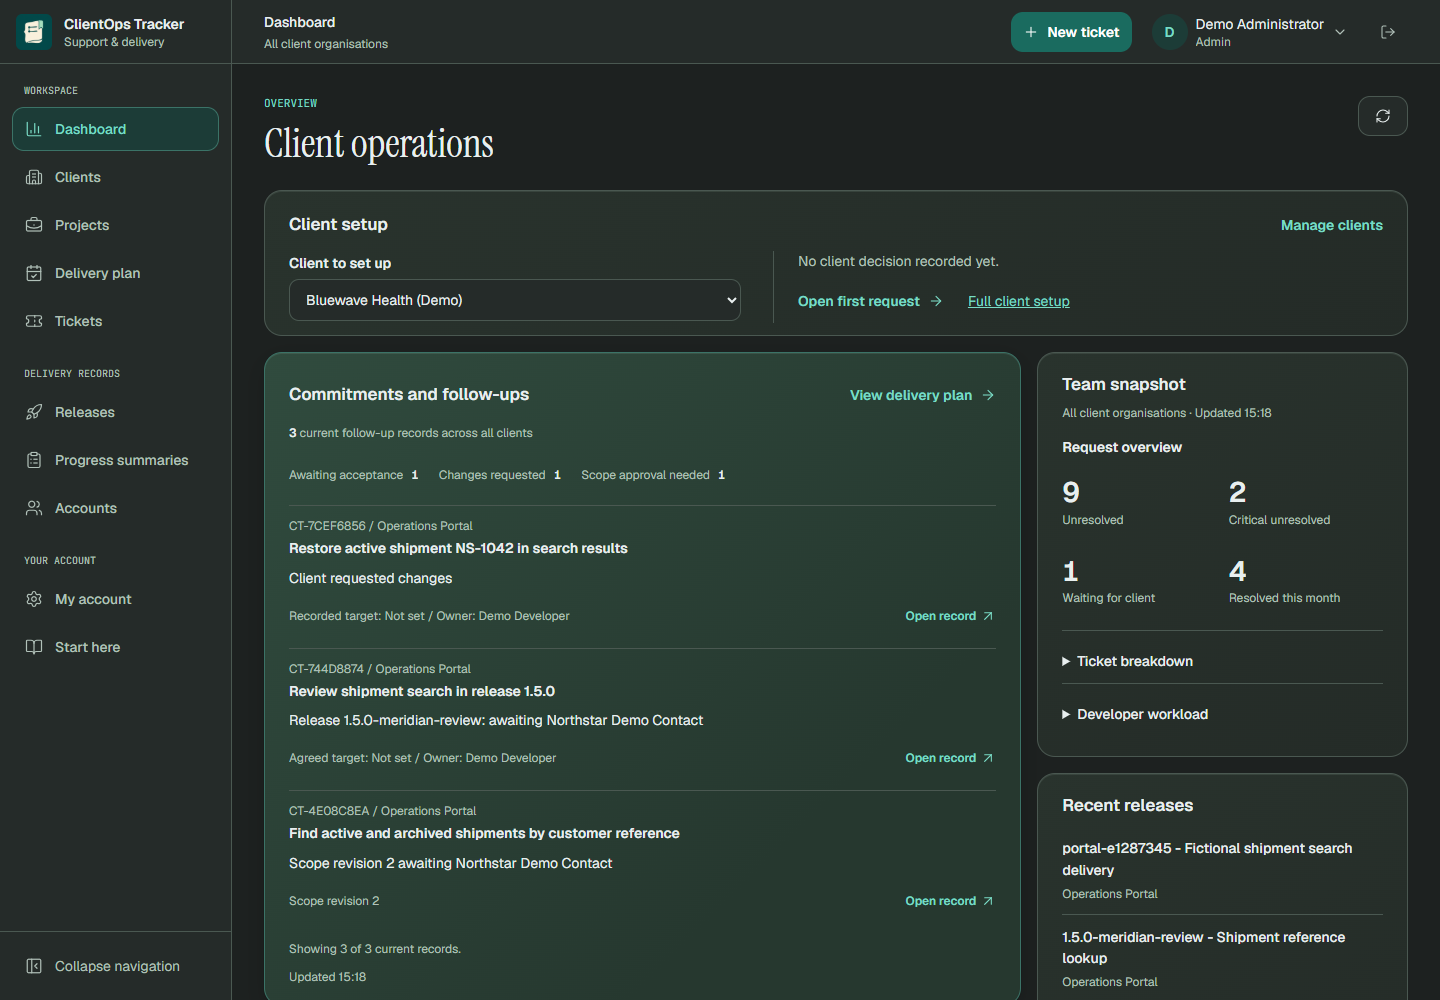 ClientOps Tracker
Support & delivery
Dashboard
All client organisations
+ New ticket
D
Demo Administrator
Admin
WORKSPACE
Dashboard
Clients
Projects
Delivery plan
Tickets
DELIVERY RECORDS
Releases
Progress summaries
Accounts
YOUR ACCOUNT
My account
Start here
Collapse navigation
OVERVIEW
Client operations
Client setup
Manage clients
Client to set up
Bluewave Health (Demo)
No client decision recorded yet.
Open first request →
Full client setup
Commitments and follow-ups
View delivery plan →
3 current follow-up records across all clients
Awaiting acceptance 1 Changes requested 1 Scope approval needed 1
CT-7CEF6856 / Operations Portal
Restore active shipment NS-1042 in search results
Client requested changes
Recorded target: Not set / Owner: Demo Developer
Open record ↗
CT-744D8874 / Operations Portal
Review shipment search in release 1.5.0
Release 1.5.0-meridian-review: awaiting Northstar Demo Contact
Agreed target: Not set / Owner: Demo Developer
Open record ↗
CT-4E08C8EA / Operations Portal
Find active and archived shipments by customer reference
Scope revision 2 awaiting Northstar Demo Contact
Scope revision 2
Open record ↗
Showing 3 of 3 current records.
Updated 15:18
Team snapshot
All client organisations · Updated 15:18
Request overview
9
Unresolved
2
Critical unresolved
1
Waiting for client
4
Resolved this month
Ticket breakdown
Developer workload
Recent releases
portal-e1287345 - Fictional shipment search
delivery
Operations Portal
1.5.0-meridian-review - Shipment reference
lookup
Operations Portal